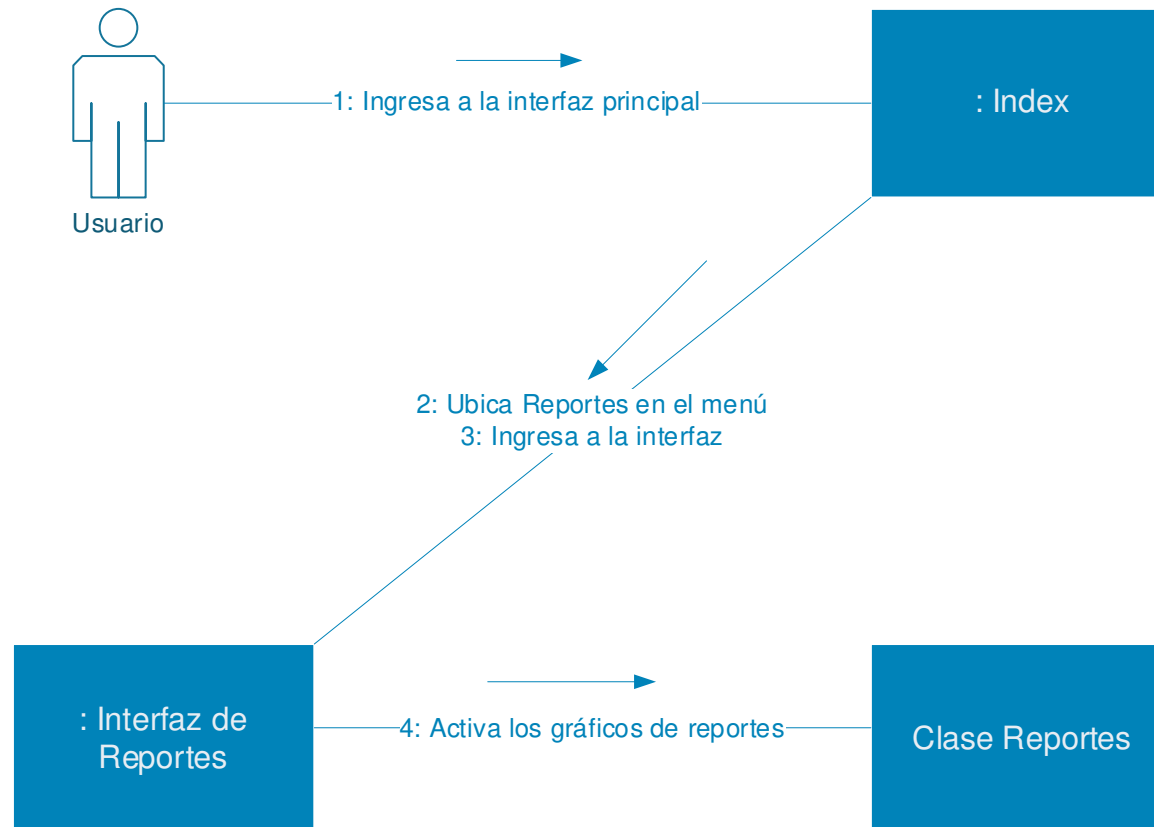 1: Ingresa a la interfaz principal
: Index
Usuario
2: Ubica Reportes en el menú
3: Ingresa a la interfaz
: Interfaz de
Reportes
4: Activa los gráficos de reportes
Clase Reportes